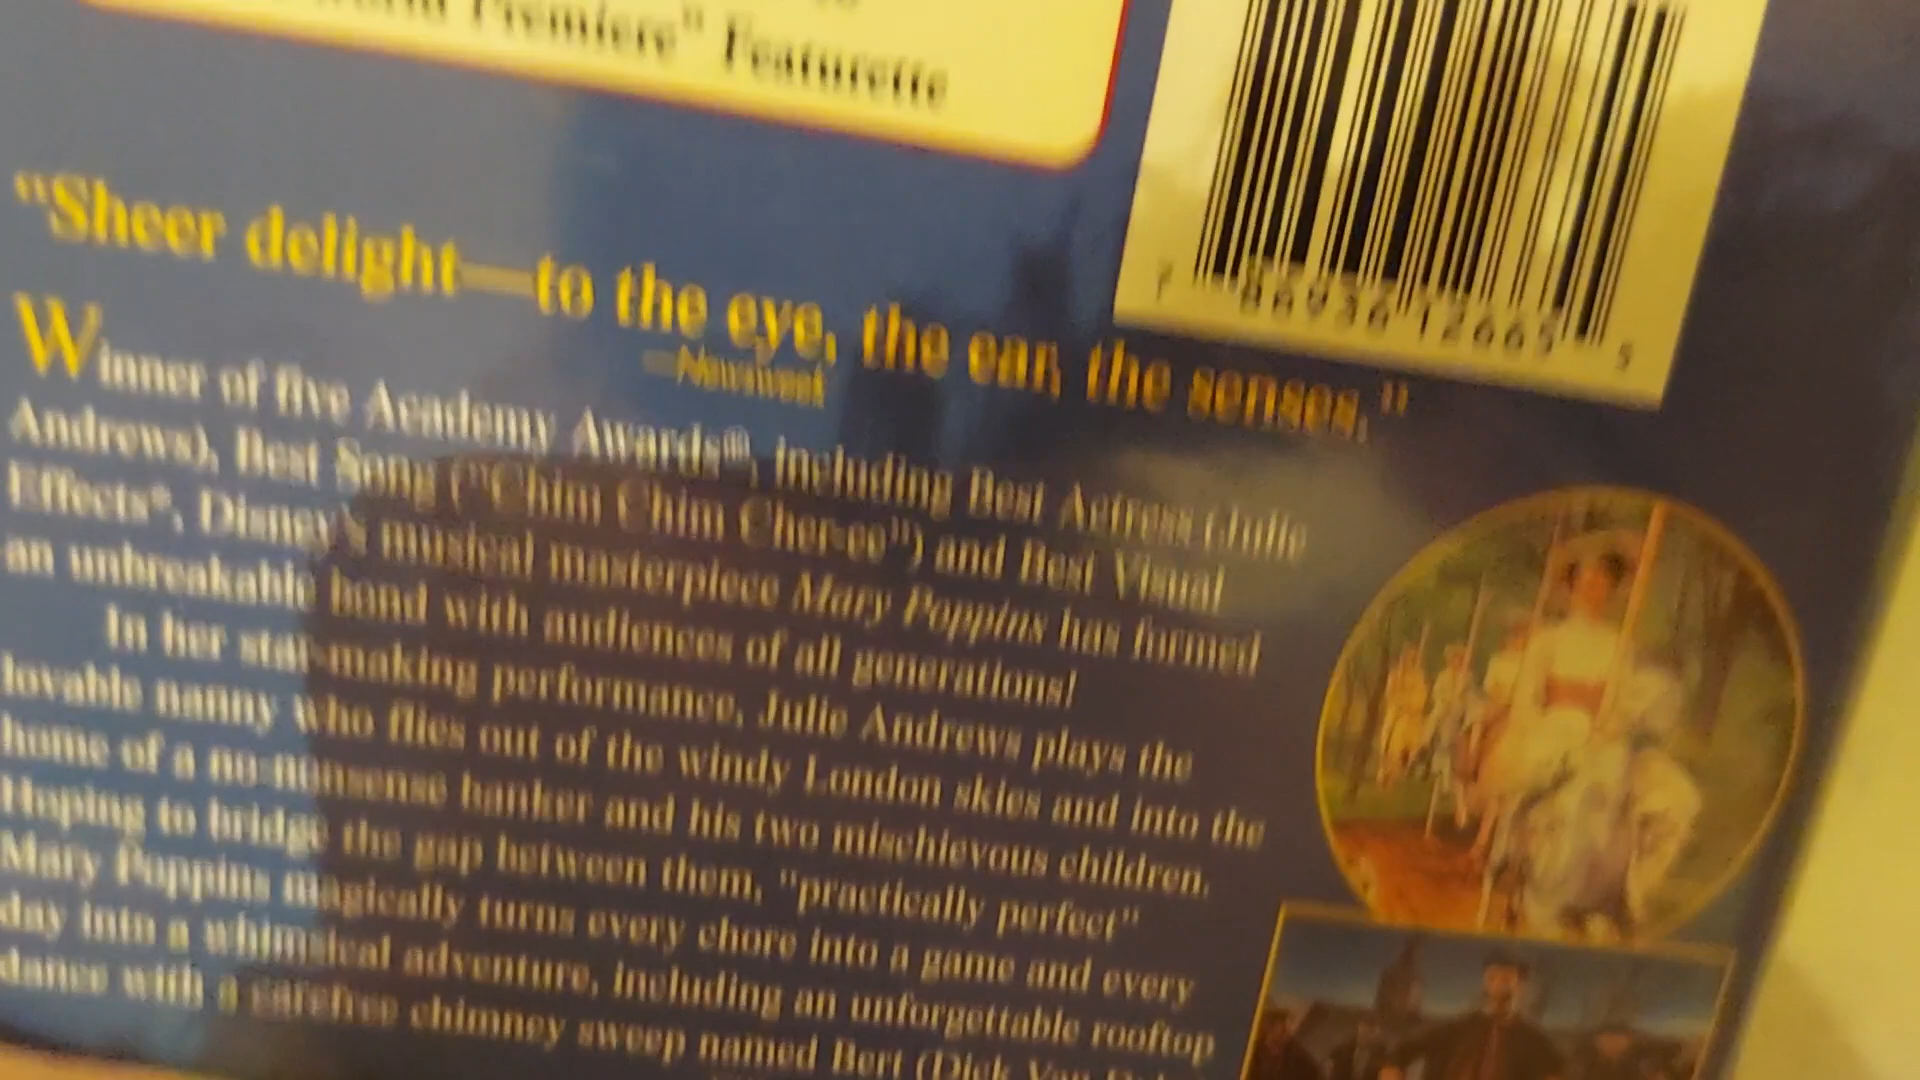 World Premiere" Featurette
7 86936 12665 5
"Sheer delight—to the eye, the ear, the senses."
—Newsweek
Winner of five Academy Awards®, including Best Actress (Julie
Andrews), Best Song ("Chim Chim Cher-ee") and Best Visual
Effects*, Disney's musical masterpiece Mary Poppins has formed
an unbreakable bond with audiences of all generations!
In her star-making performance, Julie Andrews plays the
lovable nanny who flies out of the windy London skies and into the
home of a no-nonsense banker and his two mischievous children.
Hoping to bridge the gap between them, "practically perfect"
Mary Poppins magically turns every chore into a game and every
day into a whimsical adventure, including an unforgettable rooftop
dance with a carefree chimney sweep named Bert (Dick Van